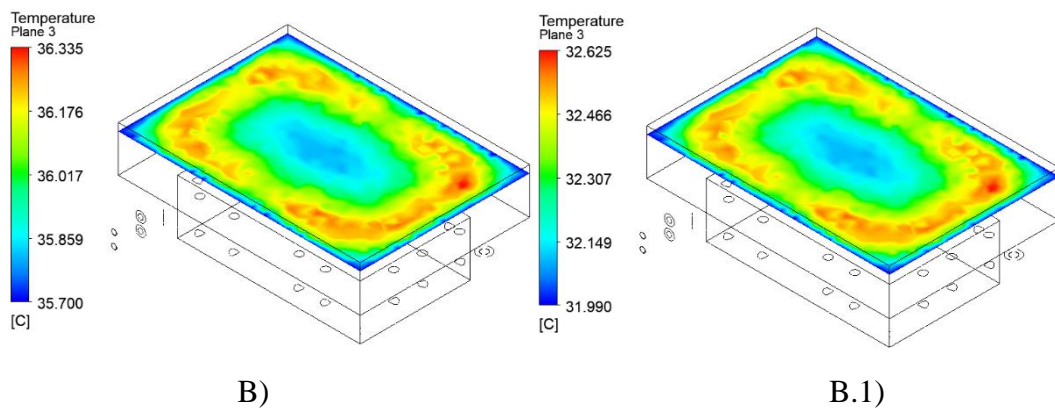 Temperature
Plane 3
36.335
36.176
36.017
35.859
35.700
[C]
B)
Temperature
Plane 3
32.625
32.466
32.307
32.149
31.990
[C]
B.1)